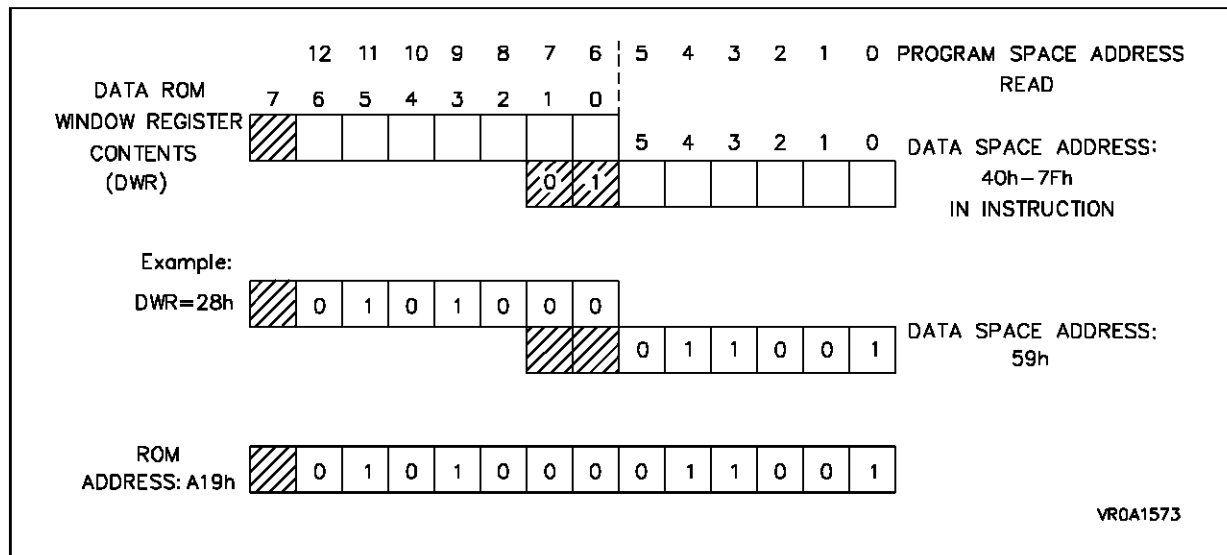 12 11 10 9 8 7 6 5 4 3 2 1 0 PROGRAM SPACE ADDRESS
READ
DATA ROM
WINDOW REGISTER
CONTENTS
(DWR)
7 6 5 4 3 2 1 0
5 4 3 2 1 0
0 1
DATA SPACE ADDRESS:
40h-7Fh
IN INSTRUCTION
Example:
DWR=28h
0 1 0 1 0 0 0
0 1 1 0 0 1
DATA SPACE ADDRESS:
59h
ROM
ADDRESS: A19h
0 1 0 1 0 0 0 0 1 1 0 0 1
VR0A1573